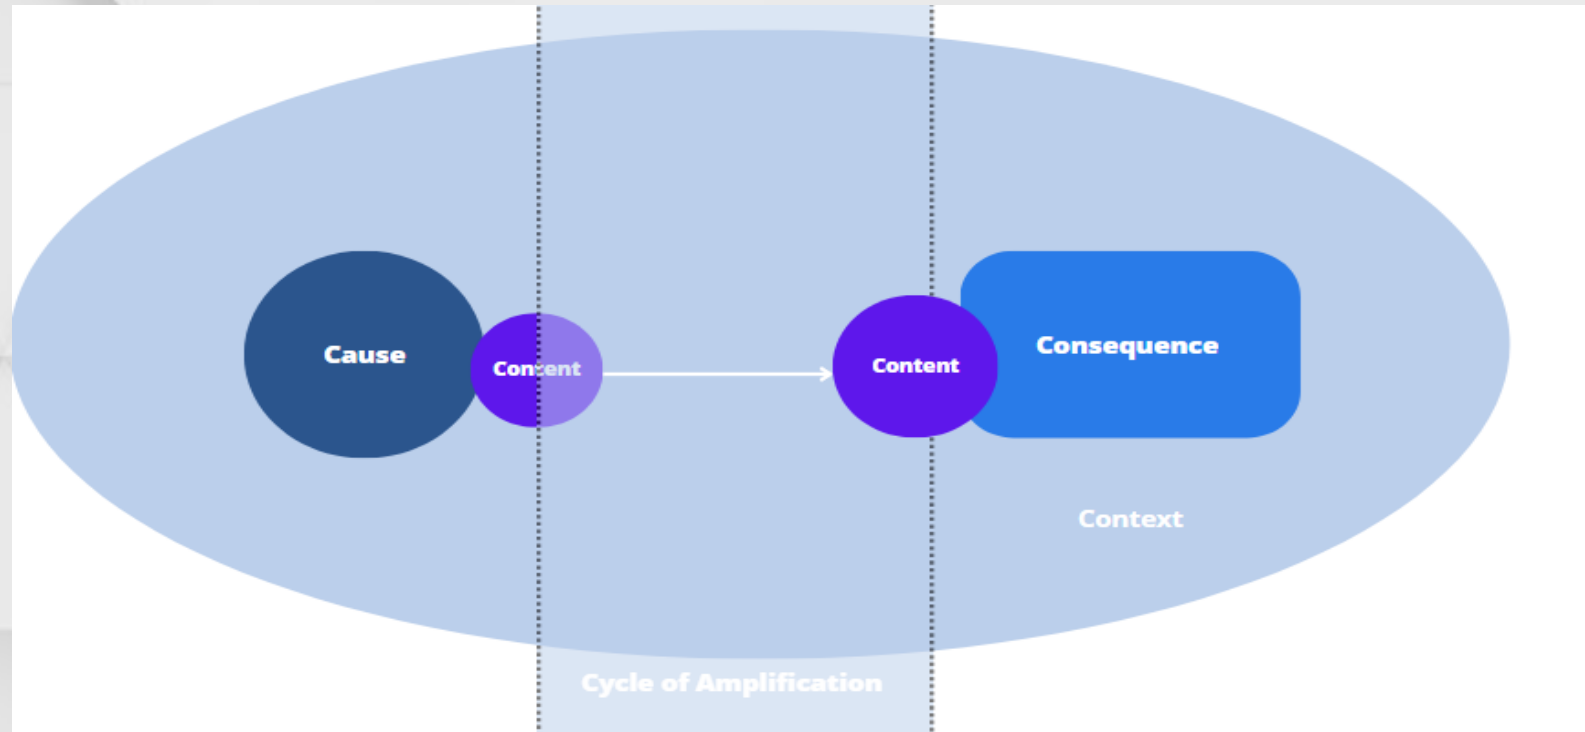 Cause
Content
Content
Consequence
Context
Cycle of Amplification